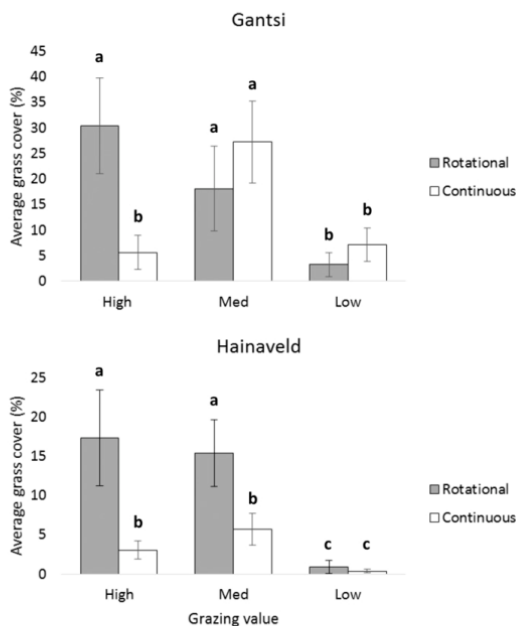 Gantsi
Average grass cover (%)
45
40
35
30
25
20
15
10
5
0
a
b
a
a
b
b
High
Med
Low
Rotational
Continuous
Hainaveld
Average grass cover (%)
25
20
15
10
5
0
a
b
a
b
c
c
High
Med
Low
Grazing value
Rotational
Continuous